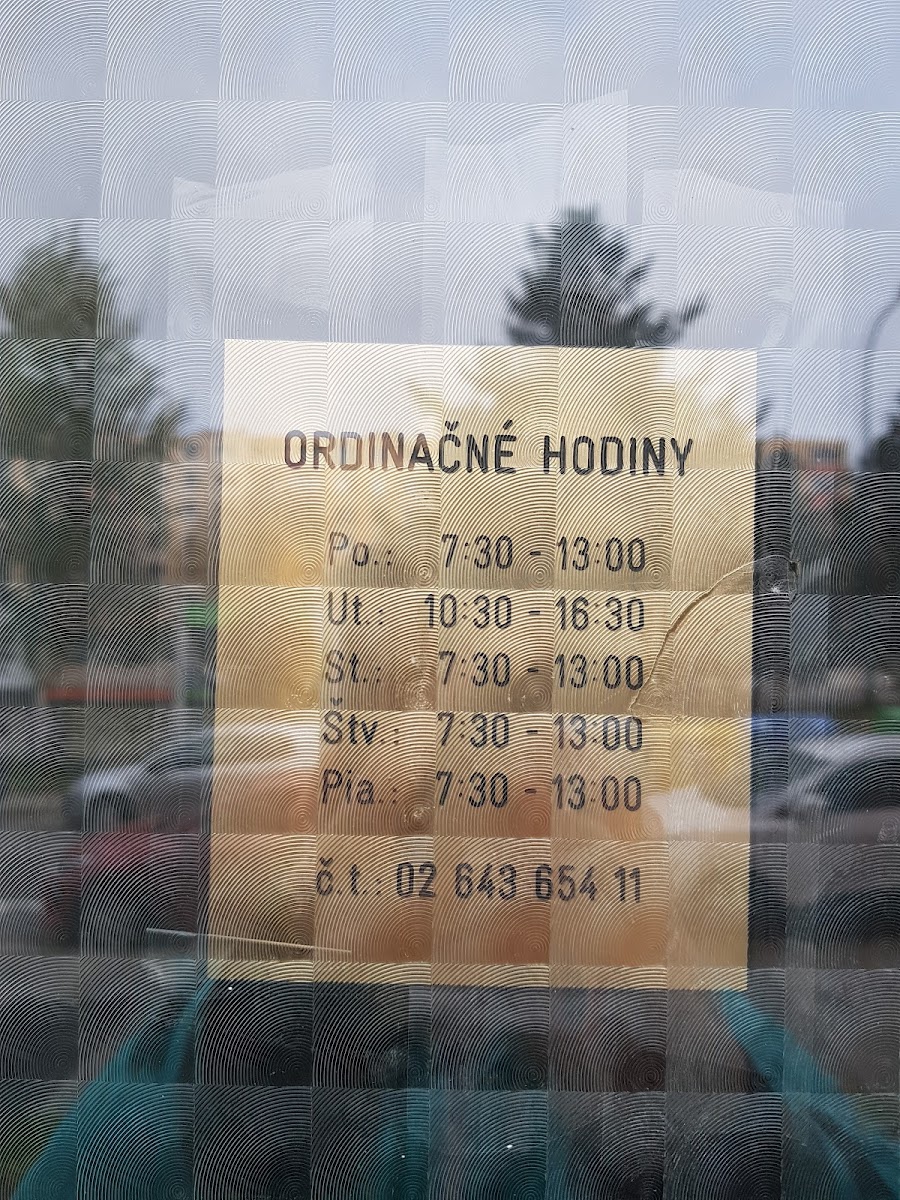 ORDINAČNÉ HODINY
Po.: 7:30 - 13:00
Ut.: 10:30 - 16:30
St.: 7:30 - 13:00
Štv.: 7:30 - 13:00
Pia.: 7:30 - 13:00
č.t.: 02 643 654 11